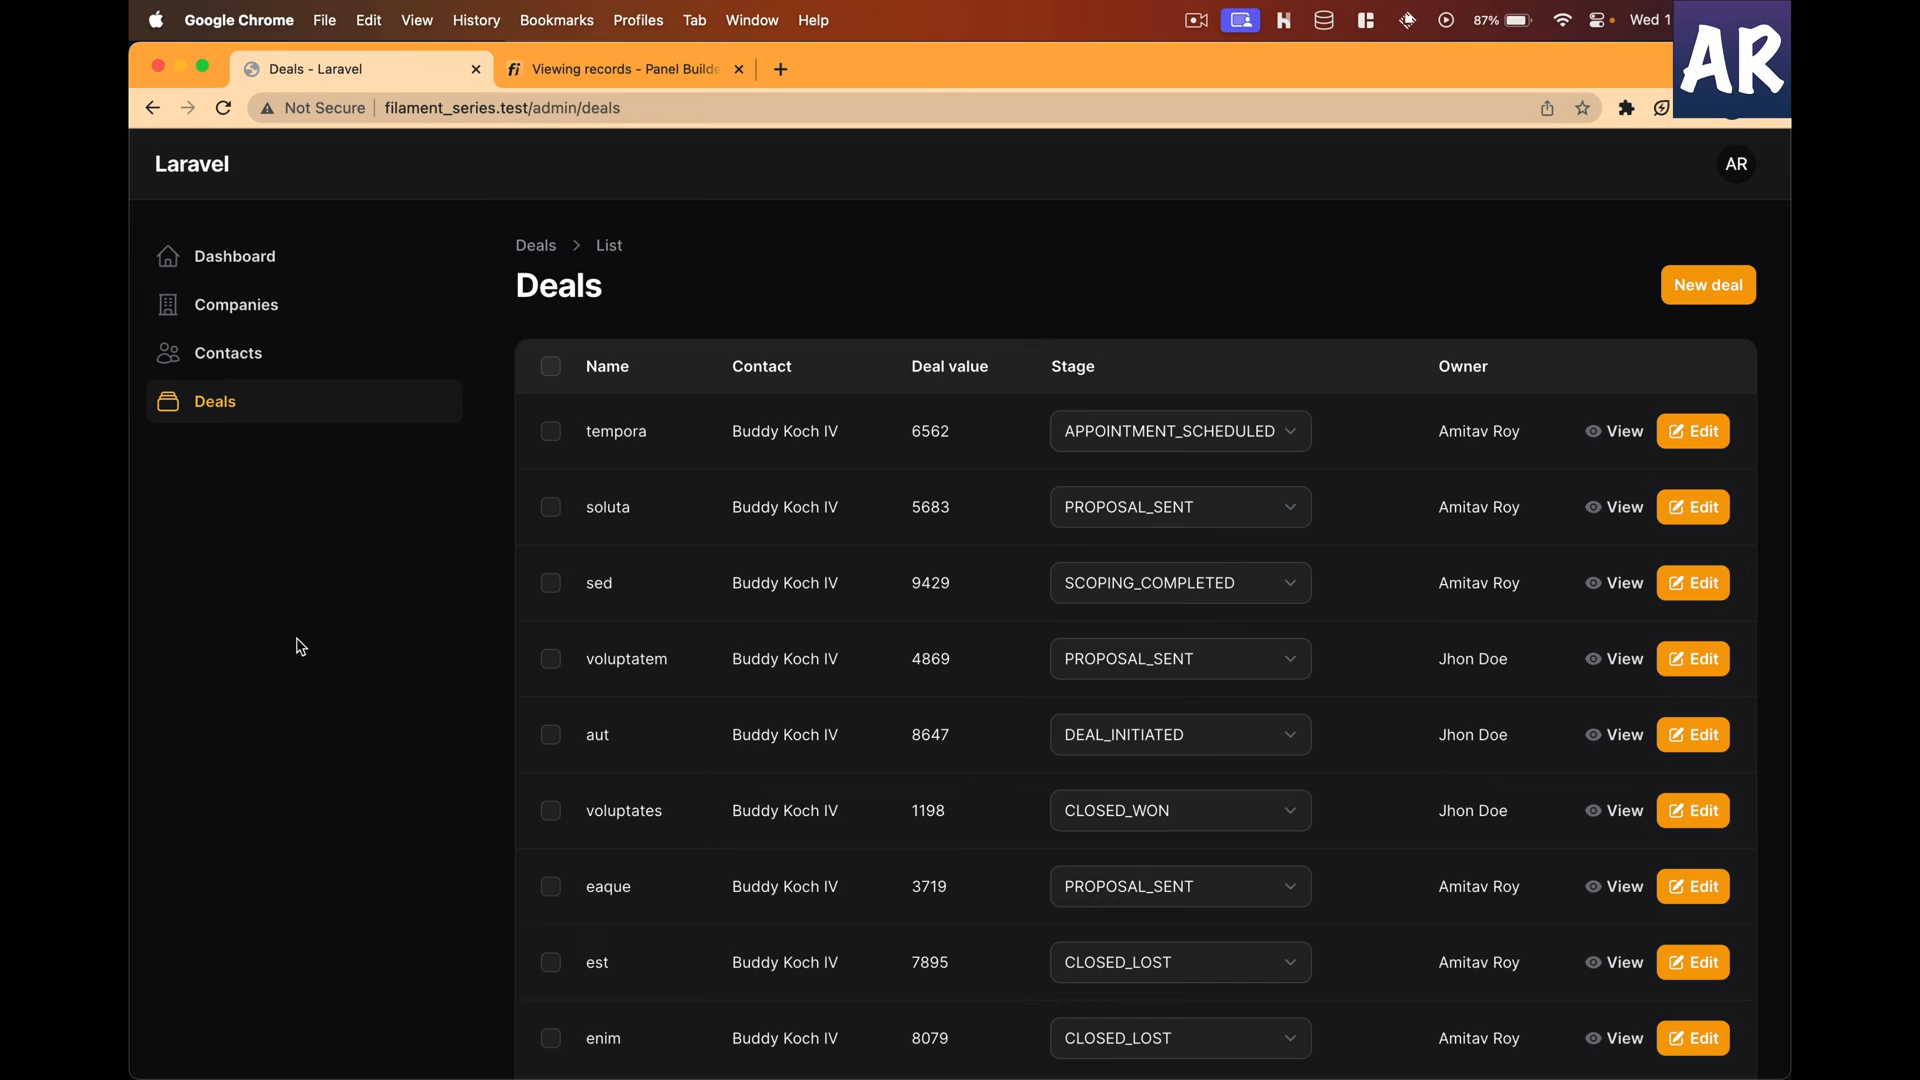 Google Chrome File Edit View History Bookmarks Profiles Tab Window Help 87% Wed 1
AR
Deals - Laravel
Viewing records - Panel Builde
Not Secure filament_series.test/admin/deals
Laravel AR
Dashboard
Companies
Contacts
Deals
Deals > List
Deals
New deal
Name Contact Deal value Stage Owner
tempora Buddy Koch IV 6562 APPOINTMENT_SCHEDULED Amitav Roy View Edit
soluta Buddy Koch IV 5683 PROPOSAL_SENT Amitav Roy View Edit
sed Buddy Koch IV 9429 SCOPING_COMPLETED Amitav Roy View Edit
voluptatem Buddy Koch IV 4869 PROPOSAL_SENT Jhon Doe View Edit
aut Buddy Koch IV 8647 DEAL_INITIATED Jhon Doe View Edit
voluptates Buddy Koch IV 1198 CLOSED_WON Jhon Doe View Edit
eaque Buddy Koch IV 3719 PROPOSAL_SENT Amitav Roy View Edit
est Buddy Koch IV 7895 CLOSED_LOST Amitav Roy View Edit
enim Buddy Koch IV 8079 CLOSED_LOST Amitav Roy View Edit